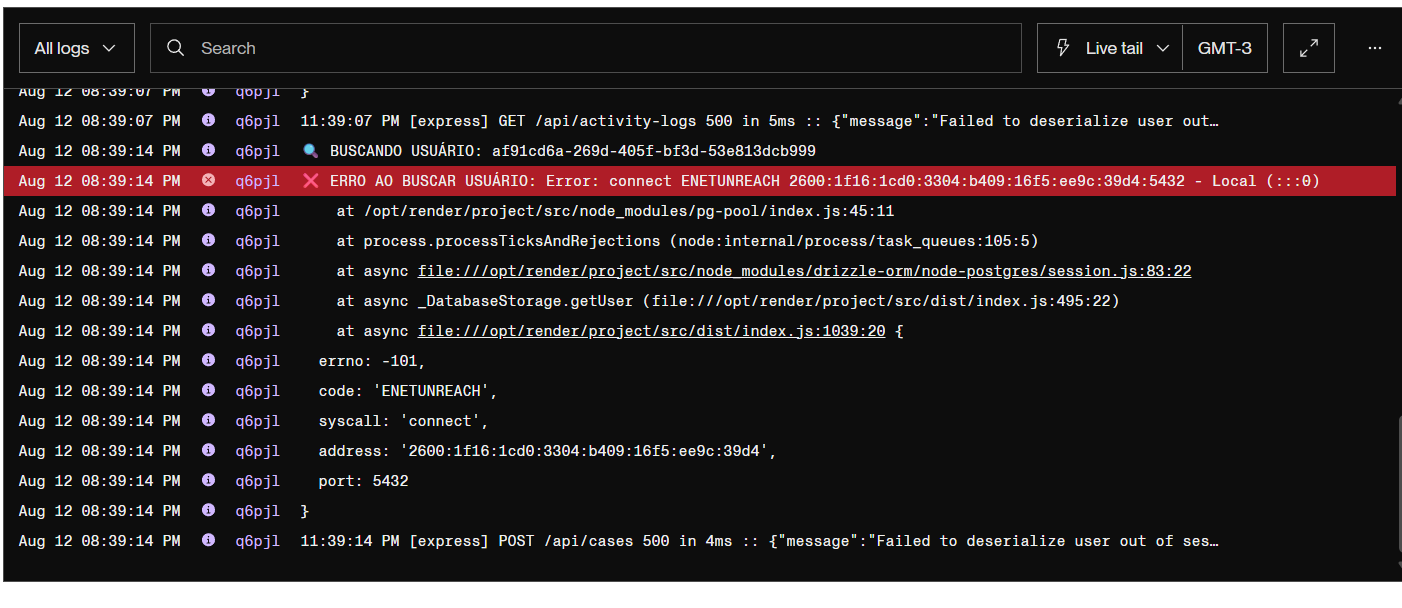 All logs Search Live tail GMT-3 ...
Aug 12 08:39:07 PM q6pjl }
Aug 12 08:39:07 PM q6pjl 11:39:07 PM [express] GET /api/activity-logs 500 in 5ms :: {"message":"Failed to deserialize user out…
Aug 12 08:39:14 PM q6pjl 🔍 BUSCANDO USUÁRIO: af91cd6a-269d-405f-bf3d-53e813dcb999
Aug 12 08:39:14 PM q6pjl ❌ ERRO AO BUSCAR USUÁRIO: Error: connect ENETUNREACH 2600:1f16:1cd0:3304:b409:16f5:ee9c:39d4:5432 - Local (:::0)
Aug 12 08:39:14 PM q6pjl at /opt/render/project/src/node_modules/pg-pool/index.js:45:11
Aug 12 08:39:14 PM q6pjl at process.processTicksAndRejections (node:internal/process/task_queues:105:5)
Aug 12 08:39:14 PM q6pjl at async file:///opt/render/project/src/node_modules/drizzle-orm/node-postgres/session.js:83:22
Aug 12 08:39:14 PM q6pjl at async _DatabaseStorage.getUser (file:///opt/render/project/src/dist/index.js:495:22)
Aug 12 08:39:14 PM q6pjl at async file:///opt/render/project/src/dist/index.js:1039:20 {
Aug 12 08:39:14 PM q6pjl errno: -101,
Aug 12 08:39:14 PM q6pjl code: 'ENETUNREACH',
Aug 12 08:39:14 PM q6pjl syscall: 'connect',
Aug 12 08:39:14 PM q6pjl address: '2600:1f16:1cd0:3304:b409:16f5:ee9c:39d4',
Aug 12 08:39:14 PM q6pjl port: 5432
Aug 12 08:39:14 PM q6pjl }
Aug 12 08:39:14 PM q6pjl 11:39:14 PM [express] POST /api/cases 500 in 4ms :: {"message":"Failed to deserialize user out of ses…